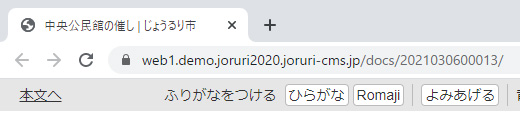 中央公民館の催し | じょうるり市
web1.demo.joruri2020.joruri-cms.jp/docs/2021030600013/
本文へ ふりがなをつける ひらがな Romaji よみあげる